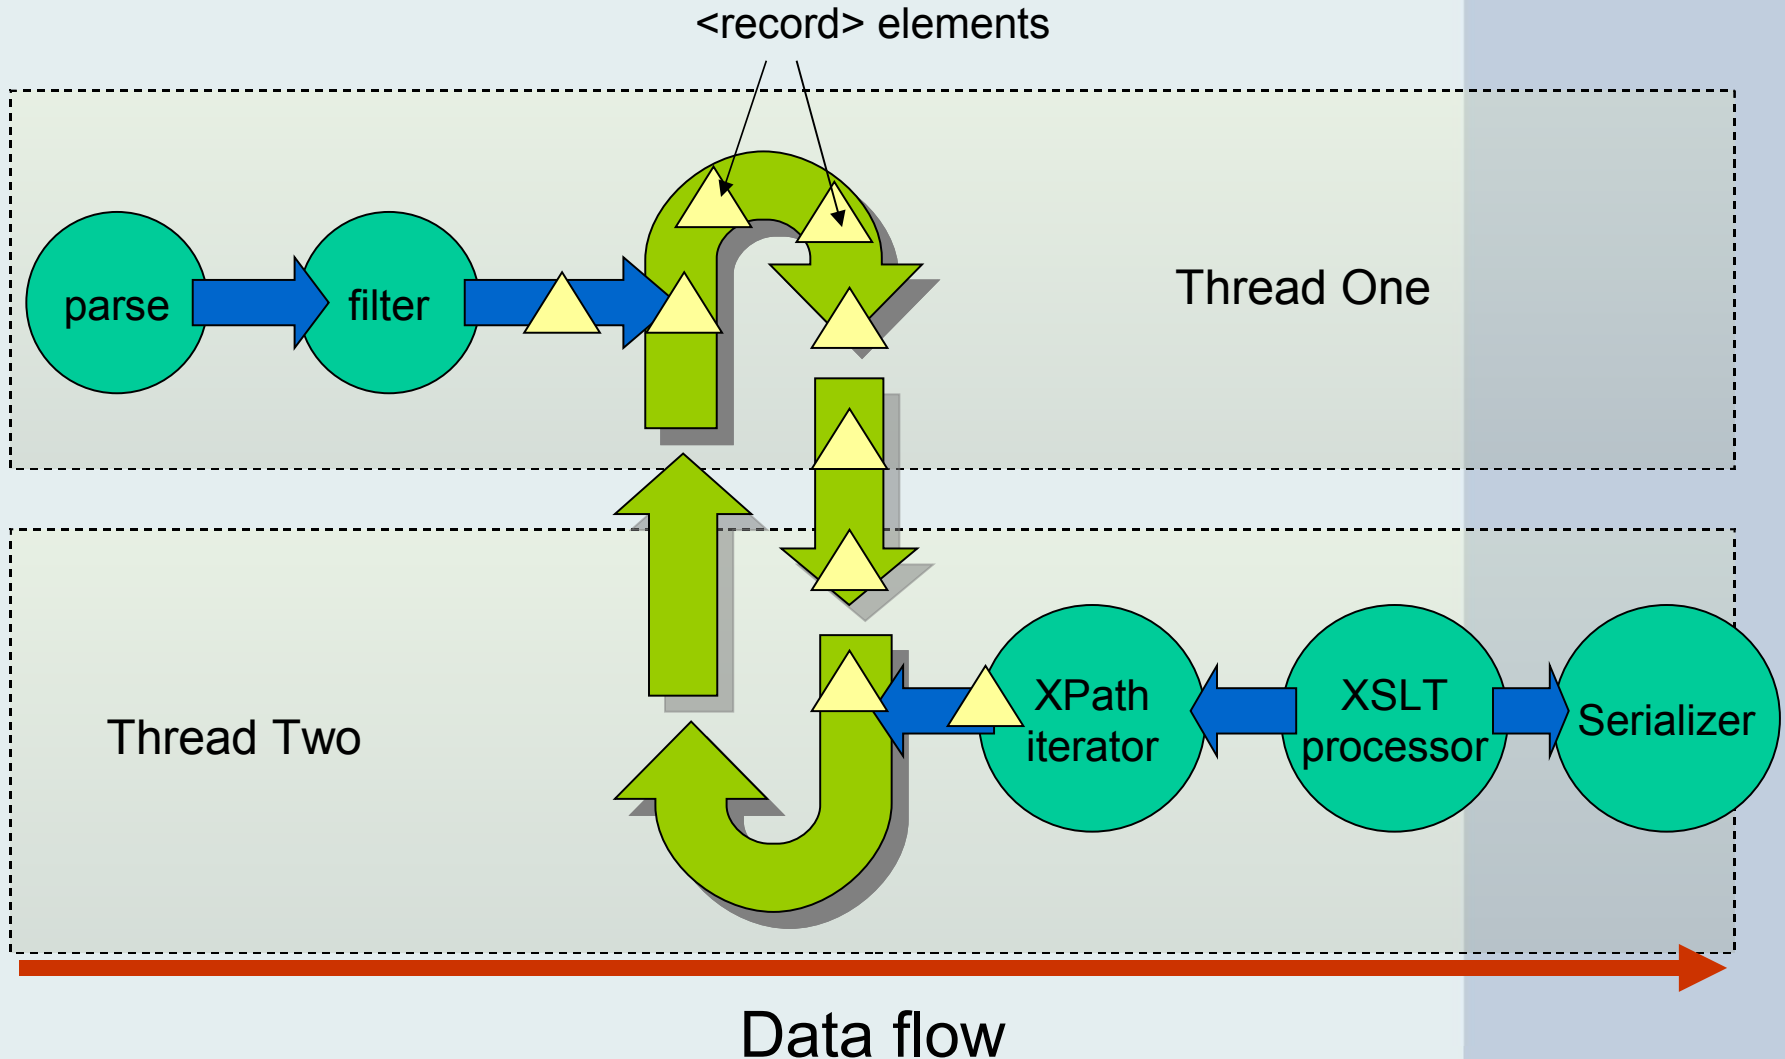 <record> elements
Thread One
parse
filter
XPath
iterator
XSLT
processor
Serializer
Thread Two
Data flow